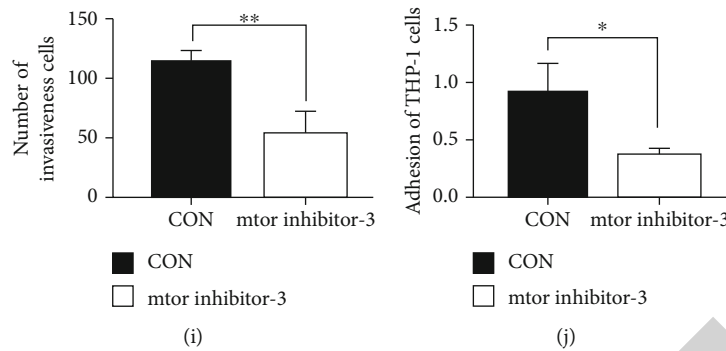 Number of
invasiveness cells
150
100
50
0
**
CON
mtor inhibitor-3
CON
mtor inhibitor-3
(i)
Adhesion of THP-1 cells
1.5
1.0
0.5
0.0
*
CON
mtor inhibitor-3
CON
mtor inhibitor-3
(j)